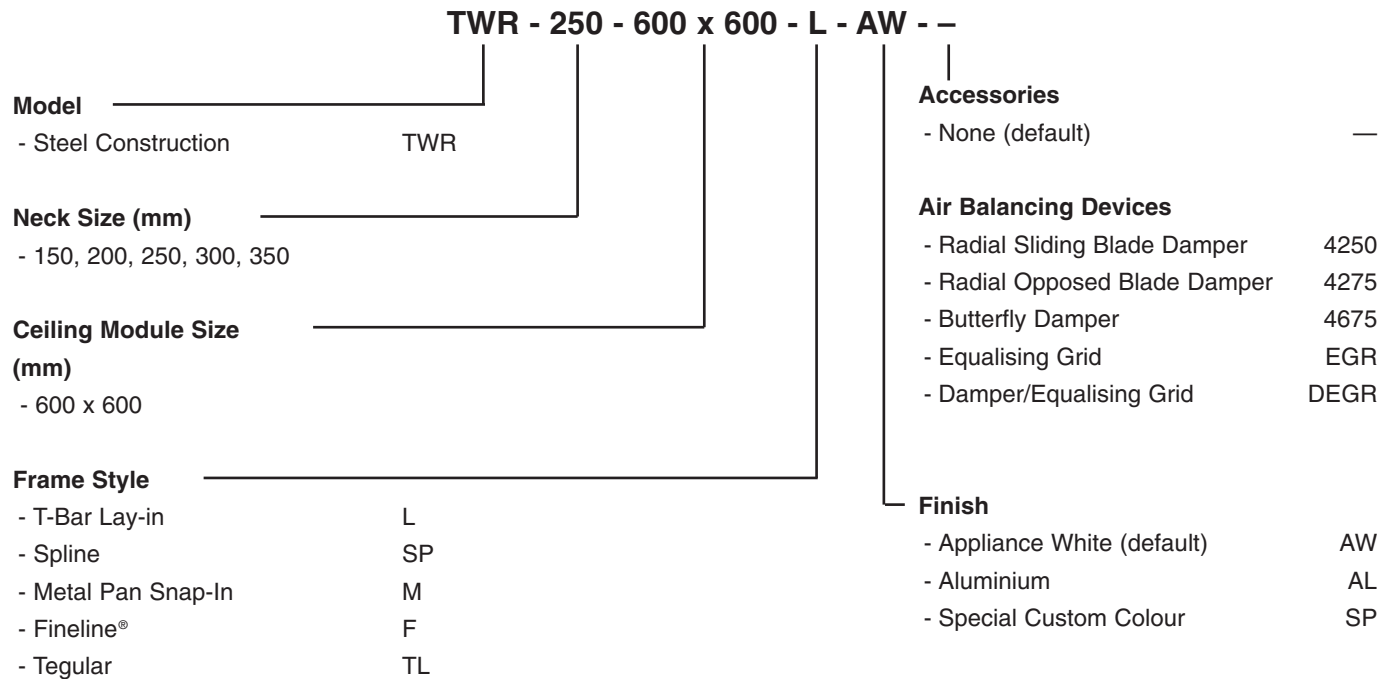 TWR - 250 - 600 x 600 - L - AW - –
Model
- Steel Construction TWR
Neck Size (mm)
- 150, 200, 250, 300, 350
Ceiling Module Size
(mm)
- 600 x 600
Frame Style
- T-Bar Lay-in L
- Spline SP
- Metal Pan Snap-In M
- Fineline® F
- Tegular TL
Accessories
- None (default) —
Air Balancing Devices
- Radial Sliding Blade Damper 4250
- Radial Opposed Blade Damper 4275
- Butterfly Damper 4675
- Equalising Grid EGR
- Damper/Equalising Grid DEGR
Finish
- Appliance White (default) AW
- Aluminium AL
- Special Custom Colour SP